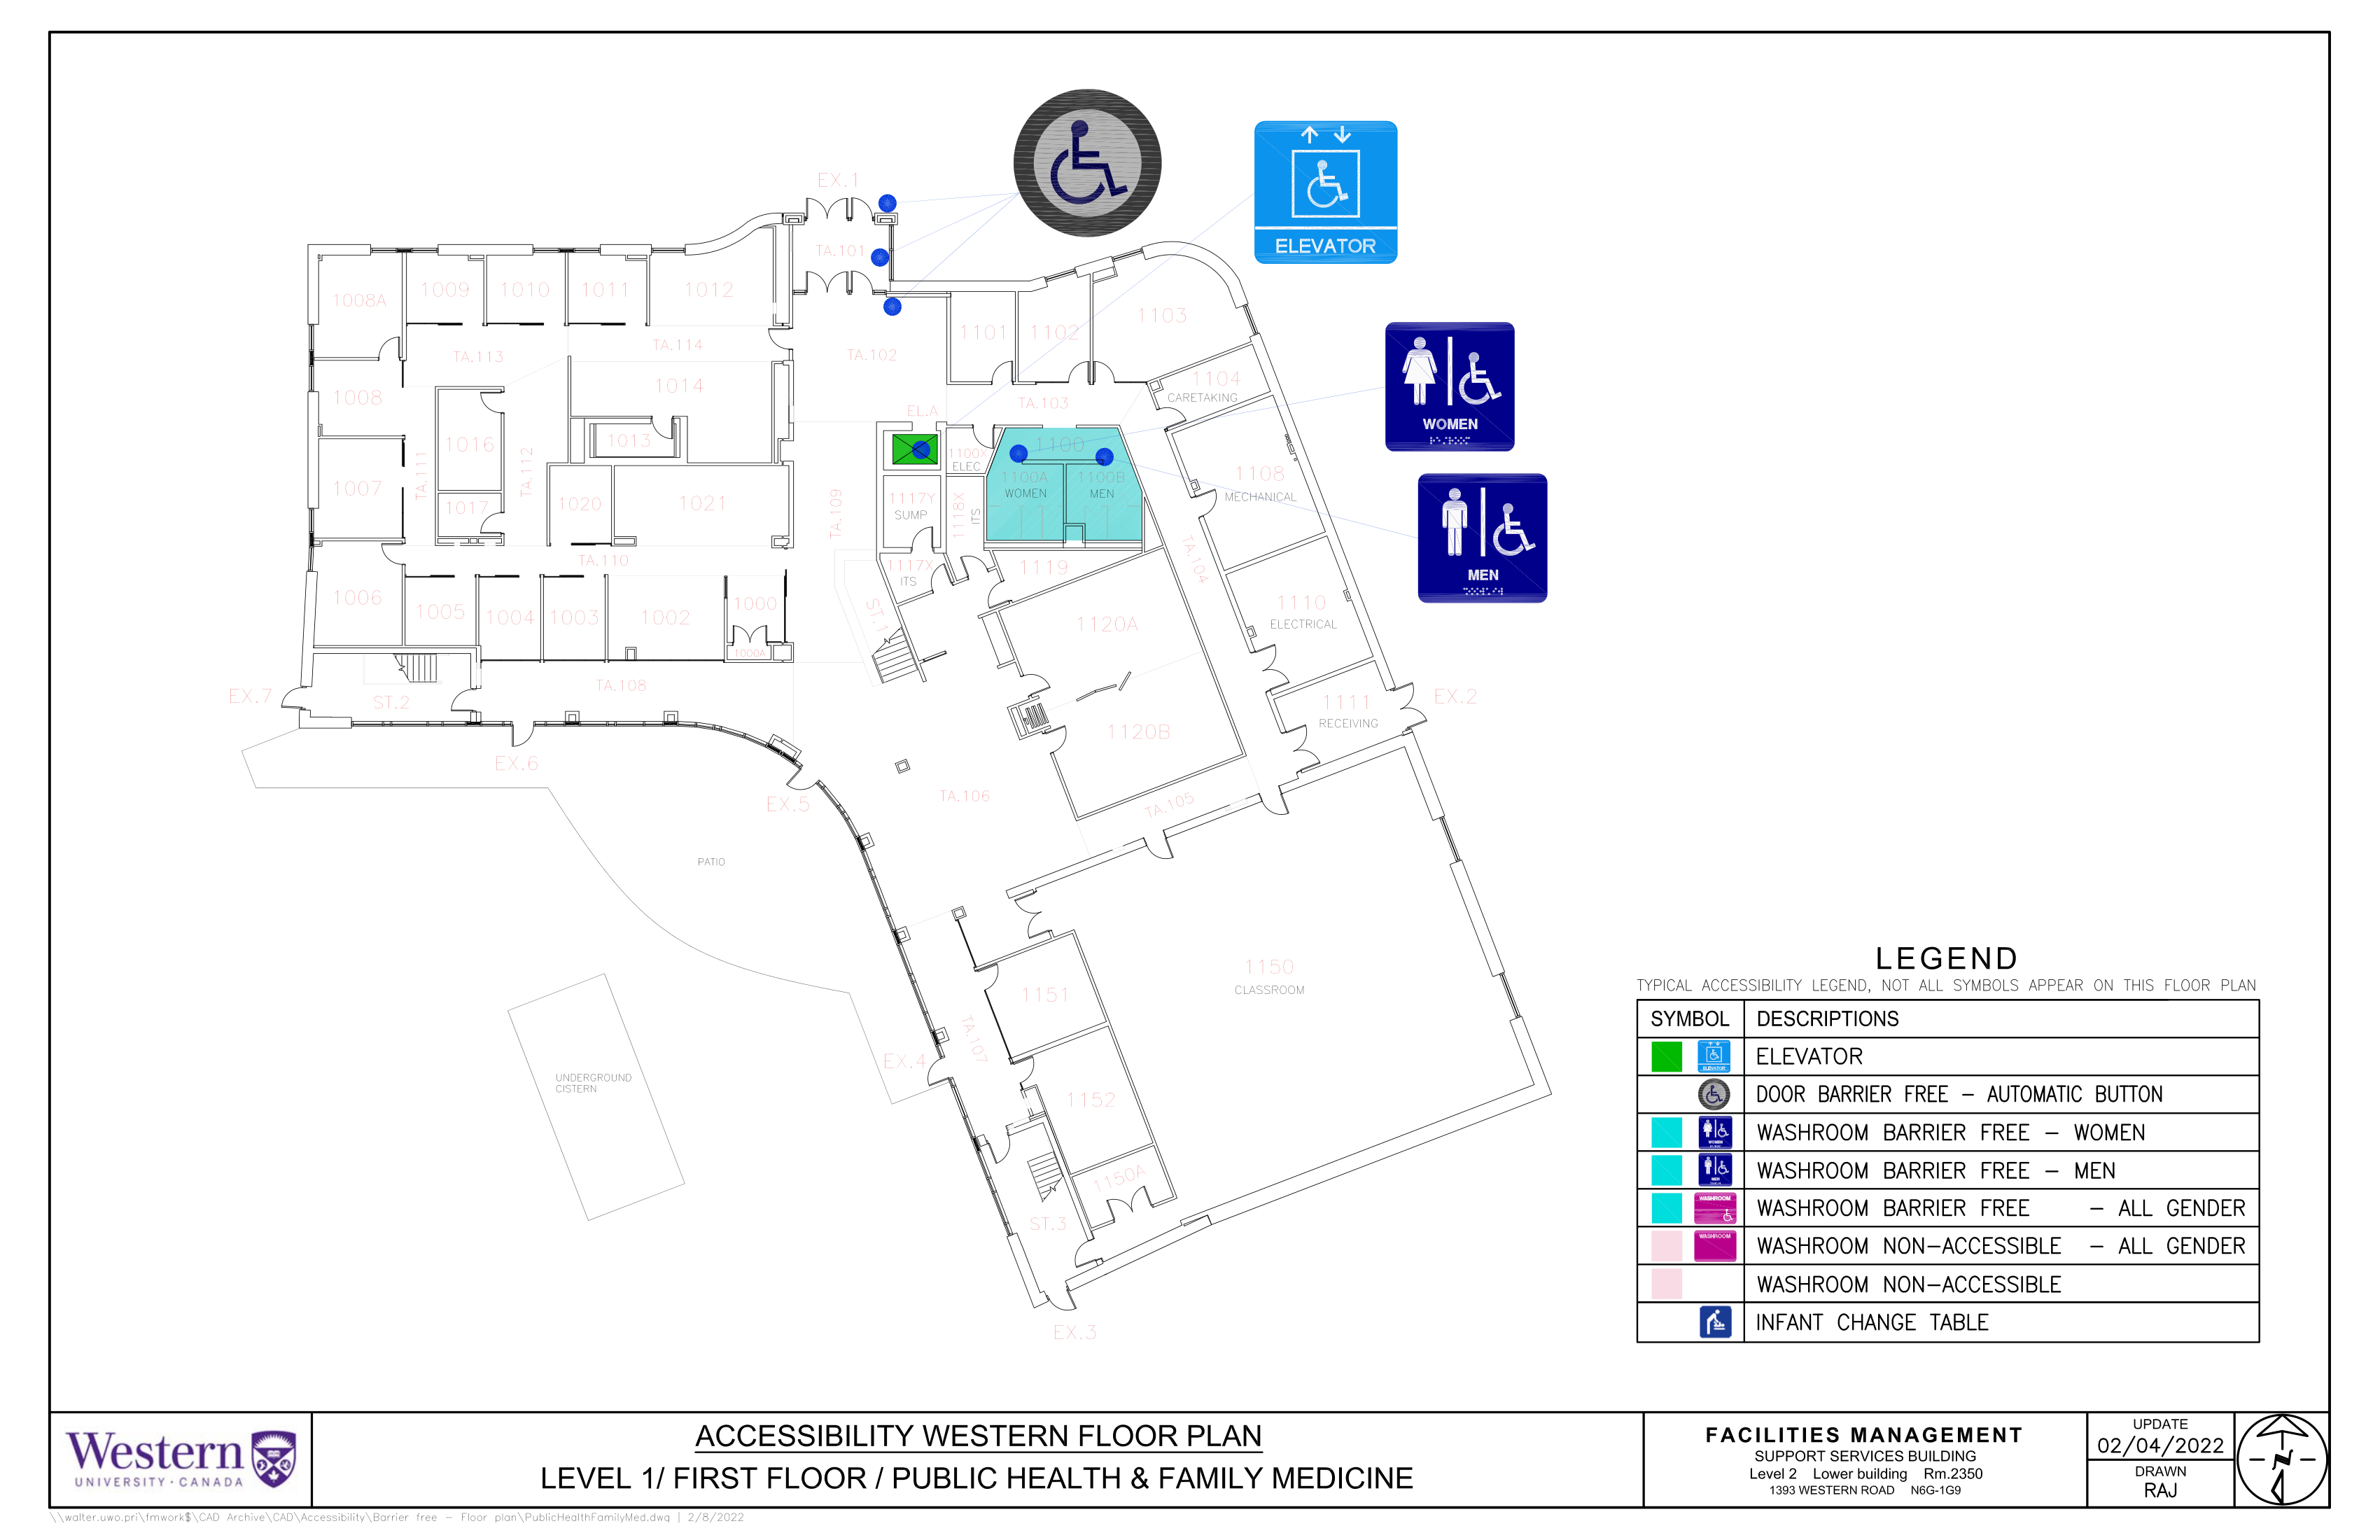 EX.1
ELEVATOR
TA.101
1008A
1009
1010
1011
1012
1101
1102
1103
TA.113
TA.114
TA.102
1008
1014
1104
CARETAKING
TA.103
EL.A
WOMEN
1016
1013
1100X
ELEC
1100
1100A
WOMEN
1100B
MEN
1108
MECHANICAL
TA.111
TA.112
1007
1017
1020
1021
TA.109
1117Y
SUMP
1118X
ITS
TA.110
1117X
ITS
1119
TA.104
MEN
1006
1005
1004
1003
1002
1000
1000A
ST.1
1120A
1110
ELECTRICAL
EX.7
ST.2
TA.108
1120B
1111
RECEIVING
EX.2
EX.6
EX.5
TA.106
TA.105
PATIO
1150
CLASSROOM
1151
TA.107
EX.4
UNDERGROUND
CISTERN
1152
1150A
ST.3
EX.3
LEGEND
TYPICAL ACCESSIBILITY LEGEND, NOT ALL SYMBOLS APPEAR ON THIS FLOOR PLAN
SYMBOL DESCRIPTIONS
ELEVATOR ELEVATOR
DOOR BARRIER FREE - AUTOMATIC BUTTON
WOMEN WASHROOM BARRIER FREE - WOMEN
MEN WASHROOM BARRIER FREE - MEN
WASHROOM WASHROOM BARRIER FREE - ALL GENDER
WASHROOM WASHROOM NON-ACCESSIBLE - ALL GENDER
WASHROOM NON-ACCESSIBLE
INFANT CHANGE TABLE
Western
UNIVERSITY · CANADA
ACCESSIBILITY WESTERN FLOOR PLAN
LEVEL 1/ FIRST FLOOR / PUBLIC HEALTH & FAMILY MEDICINE
FACILITIES MANAGEMENT
SUPPORT SERVICES BUILDING
Level 2 Lower building Rm.2350
1393 WESTERN ROAD N6G-1G9
UPDATE
02/04/2022
DRAWN
RAJ
N
\\walter.uwo.pri\fmwork$\CAD Archive\CAD\Accessibility\Barrier free - Floor plan\PublicHealthFamilyMed.dwg | 2/8/2022